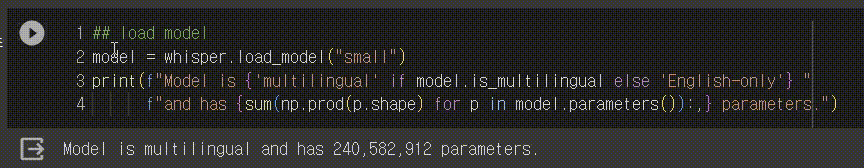 1 ## load model
2 model = whisper.load_model("small")
3 print(f"Model is {'multilingual' if model.is_multilingual else 'English-only'} "
4 f"and has {sum(np.prod(p.shape) for p in model.parameters()):,} parameters.")
Model is multilingual and has 240,582,912 parameters.